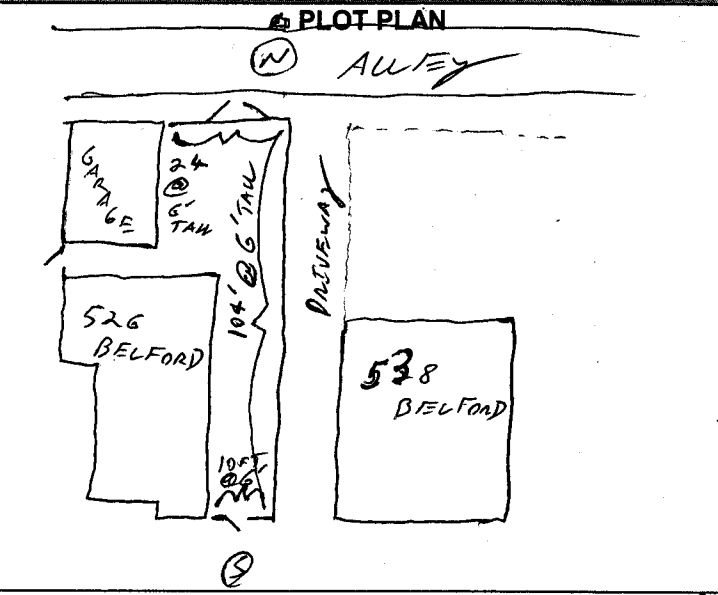 PLOT PLAN
N
ALLEY
GARAGE
24
@
6'
TALL
104' @ 6' TALL
DRIVEWAY
526
BELFORD
538
BELFORD
10FT
@6'
S